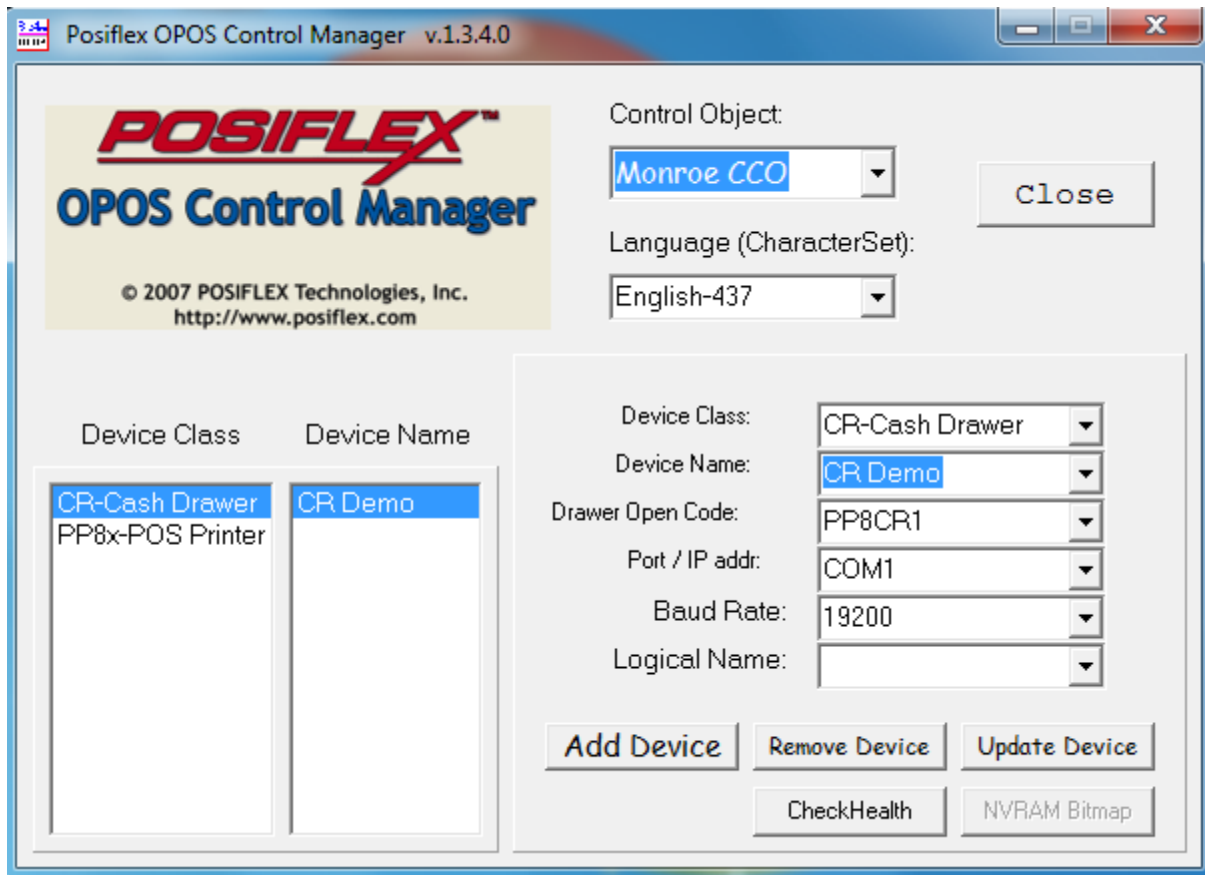 Posiflex OPOS Control Manager v.1.3.4.0
POSIFLEX™
OPOS Control Manager
© 2007 POSIFLEX Technologies, Inc.
http://www.posiflex.com
Control Object:
Monroe CCO
Close
Language (CharacterSet):
English-437
Device Class
Device Name
CR-Cash Drawer
CR Demo
PP8x-POS Printer
Device Class:
CR-Cash Drawer
Device Name:
CR Demo
Drawer Open Code:
PP8CR1
Port / IP addr:
COM1
Baud Rate:
19200
Logical Name:
Add Device
Remove Device
Update Device
CheckHealth
NVRAM Bitmap